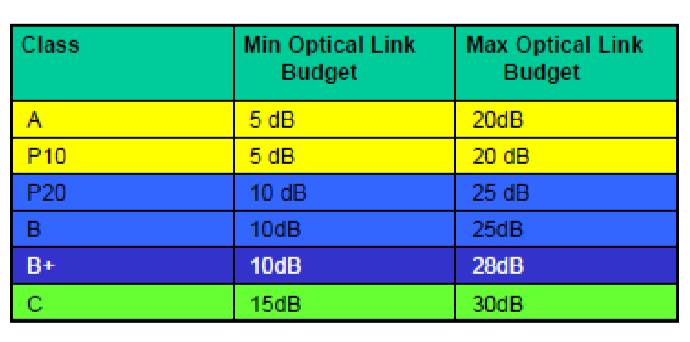 Class Min Optical Link Max Optical Link
Budget Budget
A 5 dB 20dB
P10 5 dB 20 dB
P20 10 dB 25 dB
B 10dB 25dB
B+ 10dB 28dB
C 15dB 30dB